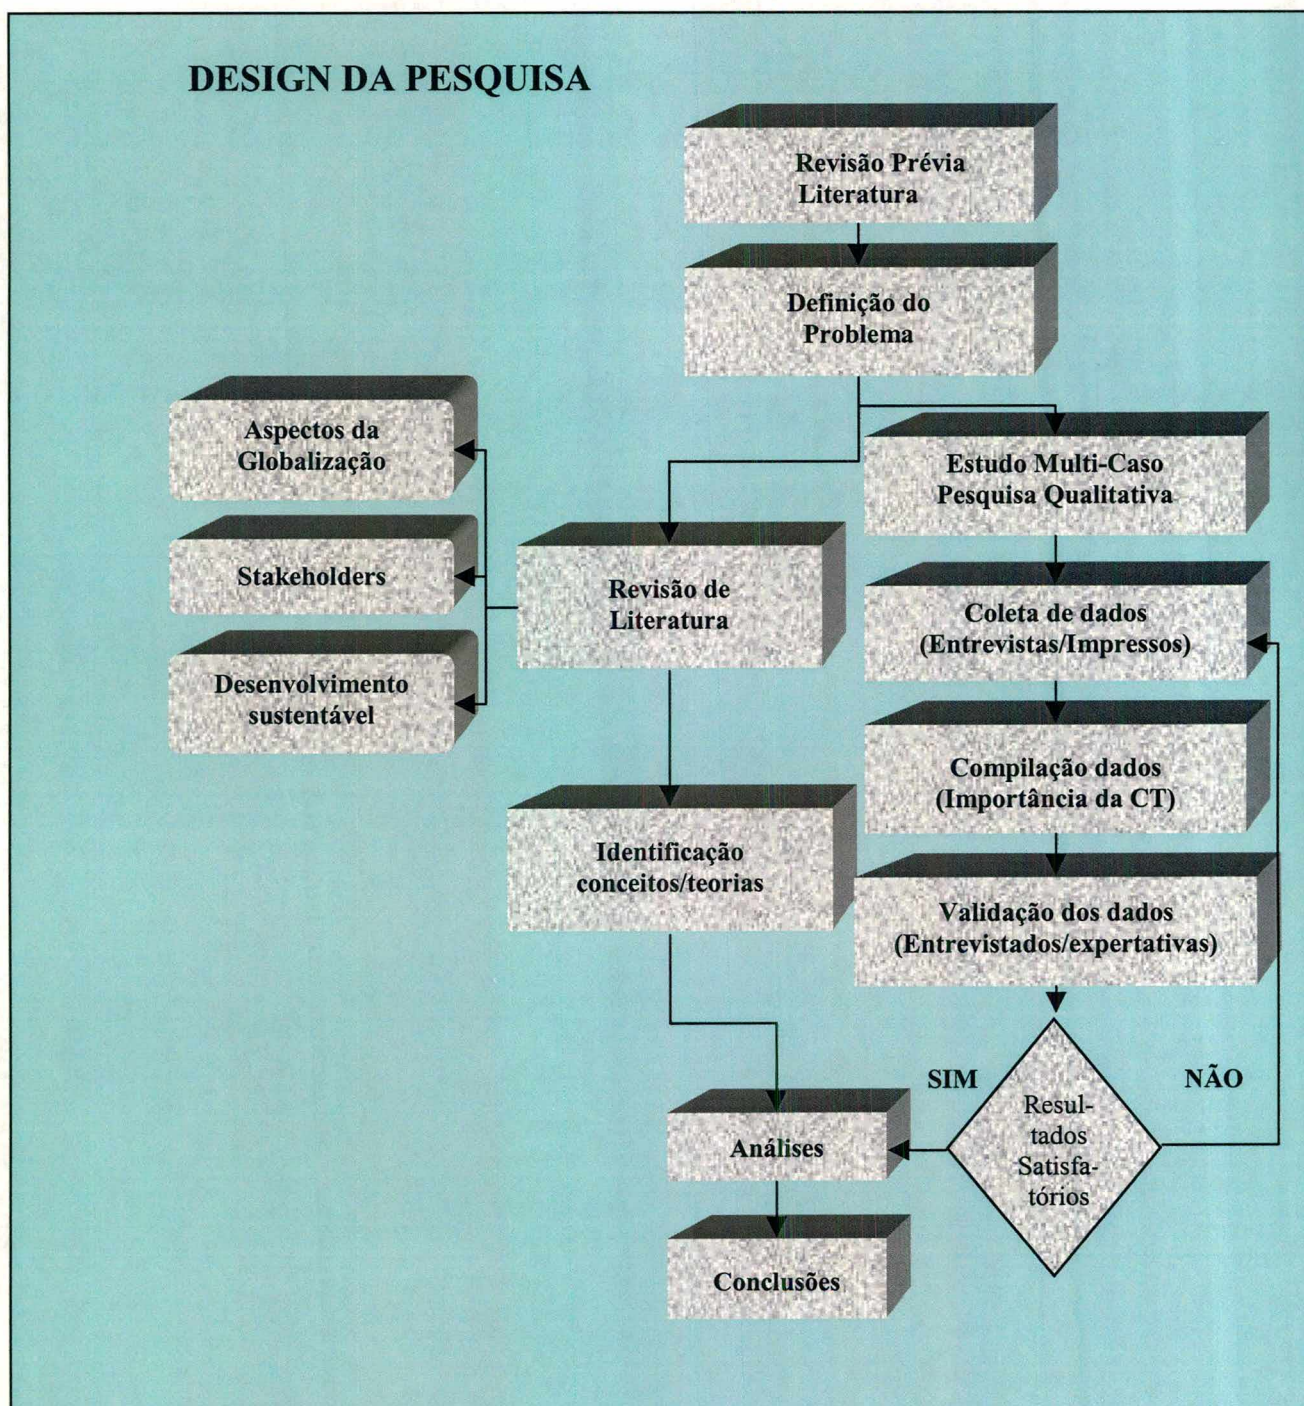 DESIGN DA PESQUISA
Revisão Prévia
Literatura
Definição do
Problema
Aspectos da
Globalização
Stakeholders
Desenvolvimento
sustentável
Revisão de
Literatura
Identificação
conceitos/teorias
Estudo Multi-Caso
Pesquisa Qualitativa
Coleta de dados
(Entrevistas/Impressos)
Compilação dados
(Importância da CT)
Validação dos dados
(Entrevistados/expertativas)
SIM
NÃO
Resul-
tados
Satisfa-
tórios
Análises
Conclusões